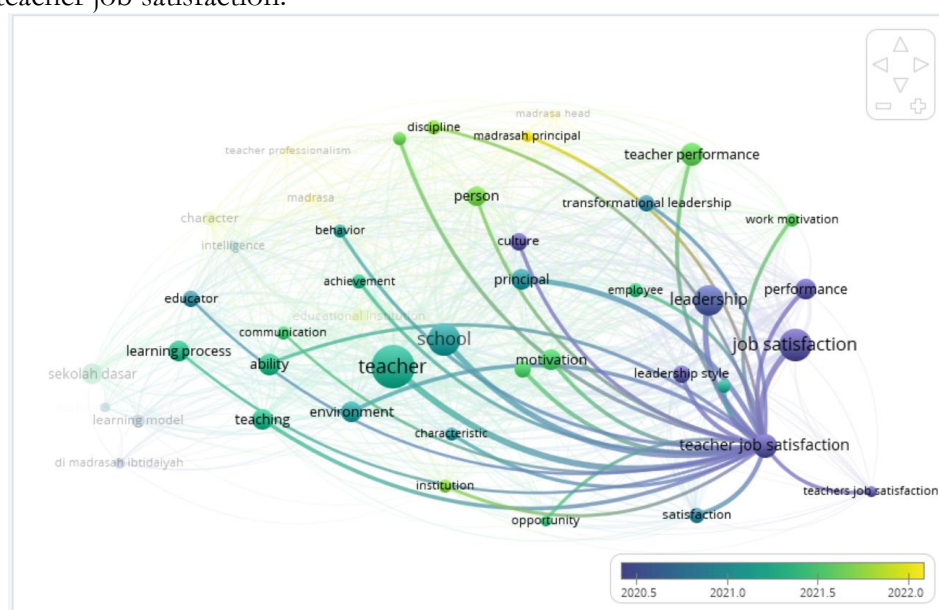 teacher job satisfaction.
madrasa head
discipline
madrasah principal
teacher professionalism
teacher performance
madrasa
person
transformational leadership
character
work motivation
behavior
intelligence
culture
achievement
principal
employee
performance
educator
leadership
educational institution
communication
school
job satisfaction
learning process
ability
teacher
motivation
sekolah dasar
leadership style
environment
learning model
teaching
characteristic
teacher job satisfaction
di madrasah ibtidaiyah
institution
teachers job satisfaction
opportunity
satisfaction
2020.5 2021.0 2021.5 2022.0